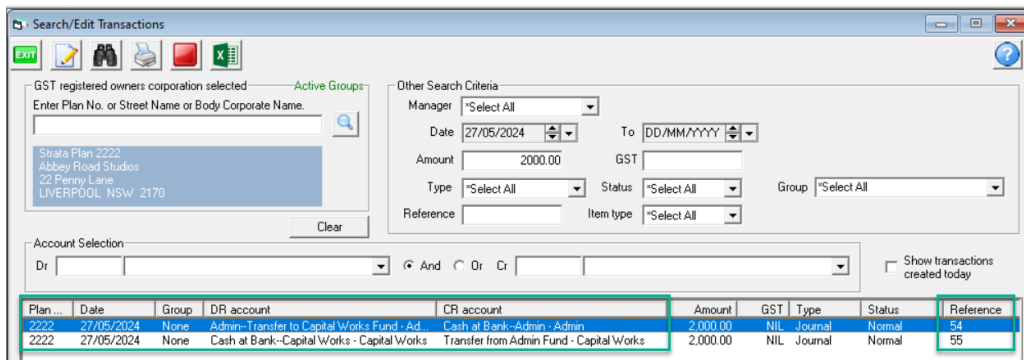 Search/Edit Transactions
EXIT
GST registered owners corporation selected Active Groups
Enter Plan No. or Street Name or Body Corporate Name.
Strata Plan 2222
Abbey Road Studios
22 Penny Lane
LIVERPOOL NSW 2170
Clear
Other Search Criteria
Manager *Select All
Date 27/05/2024 To DD/MM/YYYY
Amount 2000.00 GST
Type *Select All Status *Select All Group *Select All
Reference Item type *Select All
Account Selection
Dr And Or Cr
Show transactions
created today
Plan ... Date Group DR account CR account Amount GST Type Status Reference
2222 27/05/2024 None Admin--Transfer to Capital Works Fund - Ad... Cash at Bank--Admin - Admin 2,000.00 NIL Journal Normal 54
2222 27/05/2024 None Cash at Bank--Capital Works - Capital Works Transfer from Admin Fund - Capital Works 2,000.00 NIL Journal Normal 55